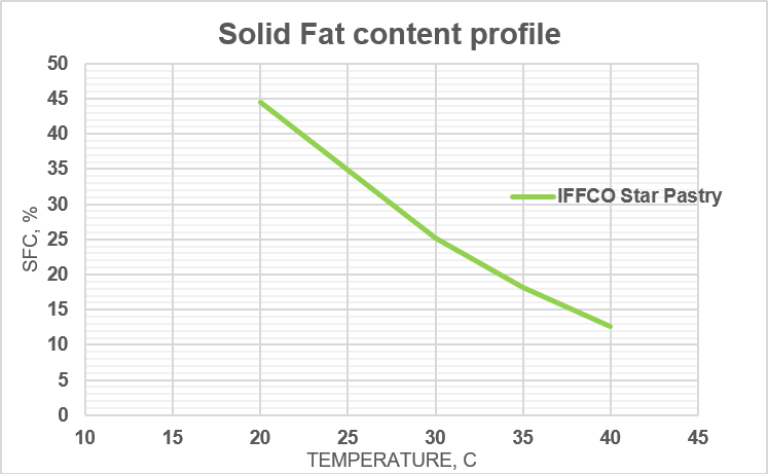 Solid Fat content profile
50
45
40
35
30
25
20
15
10
5
0
SFC, %
IFFCO Star Pastry
10 15 20 25 30 35 40 45
TEMPERATURE, C